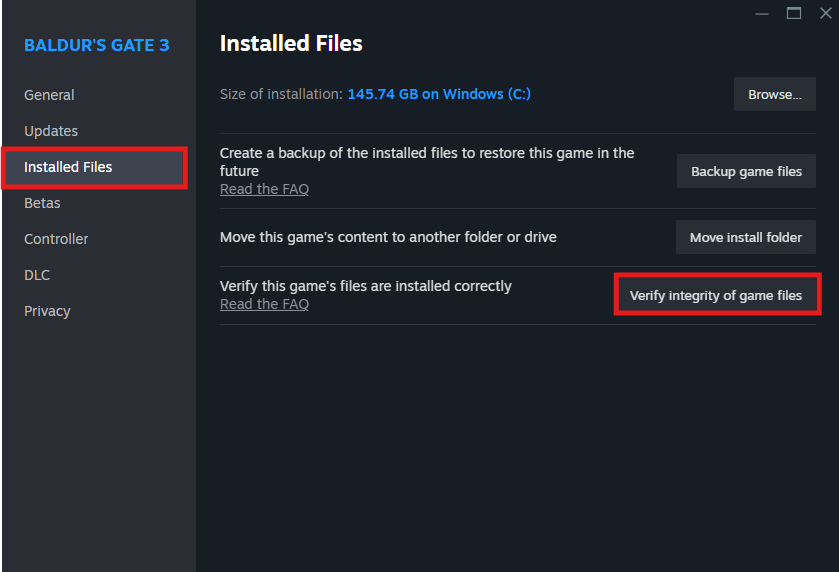 BALDUR'S GATE 3
General
Updates
Installed Files
Betas
Controller
DLC
Privacy
Installed Files
Size of installation: 145.74 GB on Windows (C:)
Browse...
Create a backup of the installed files to restore this game in the
future
Read the FAQ
Backup game files
Move this game's content to another folder or drive
Move install folder
Verify this game's files are installed correctly
Read the FAQ
Verify integrity of game files